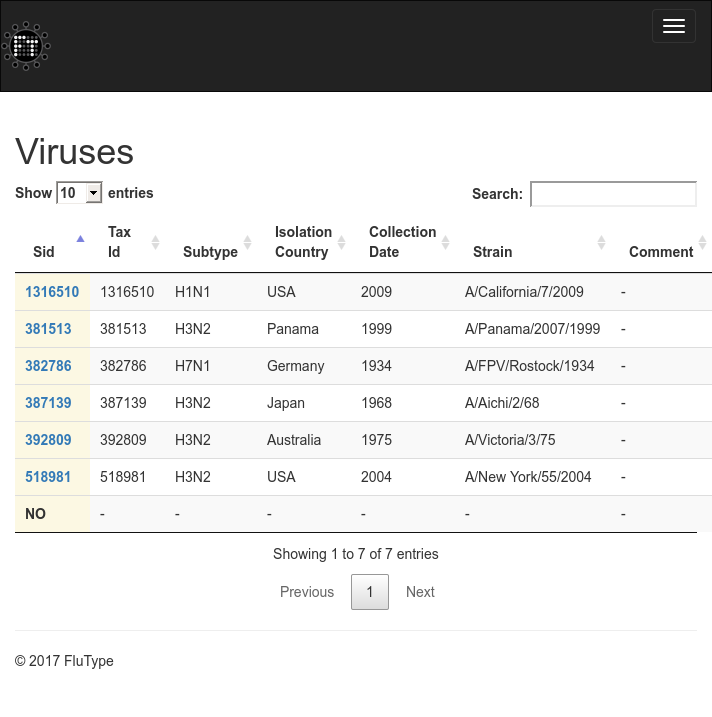 FT
Viruses
Show 10 entries
Search:
Sid Tax Id Subtype Isolation Country Collection Date Strain Comment
1316510 1316510 H1N1 USA 2009 A/California/7/2009 -
381513 381513 H3N2 Panama 1999 A/Panama/2007/1999 -
382786 382786 H7N1 Germany 1934 A/FPV/Rostock/1934 -
387139 387139 H3N2 Japan 1968 A/Aichi/2/68 -
392809 392809 H3N2 Australia 1975 A/Victoria/3/75 -
518981 518981 H3N2 USA 2004 A/New York/55/2004 -
NO - - - - - -
Showing 1 to 7 of 7 entries
Previous 1 Next
© 2017 FluType